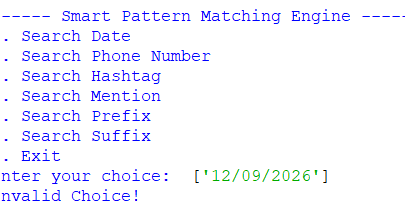 ----- Smart Pattern Matching Engine -----
. Search Date
. Search Phone Number
. Search Hashtag
. Search Mention
. Search Prefix
. Search Suffix
. Exit
nter your choice:  ['12/09/2026']
nvalid Choice!